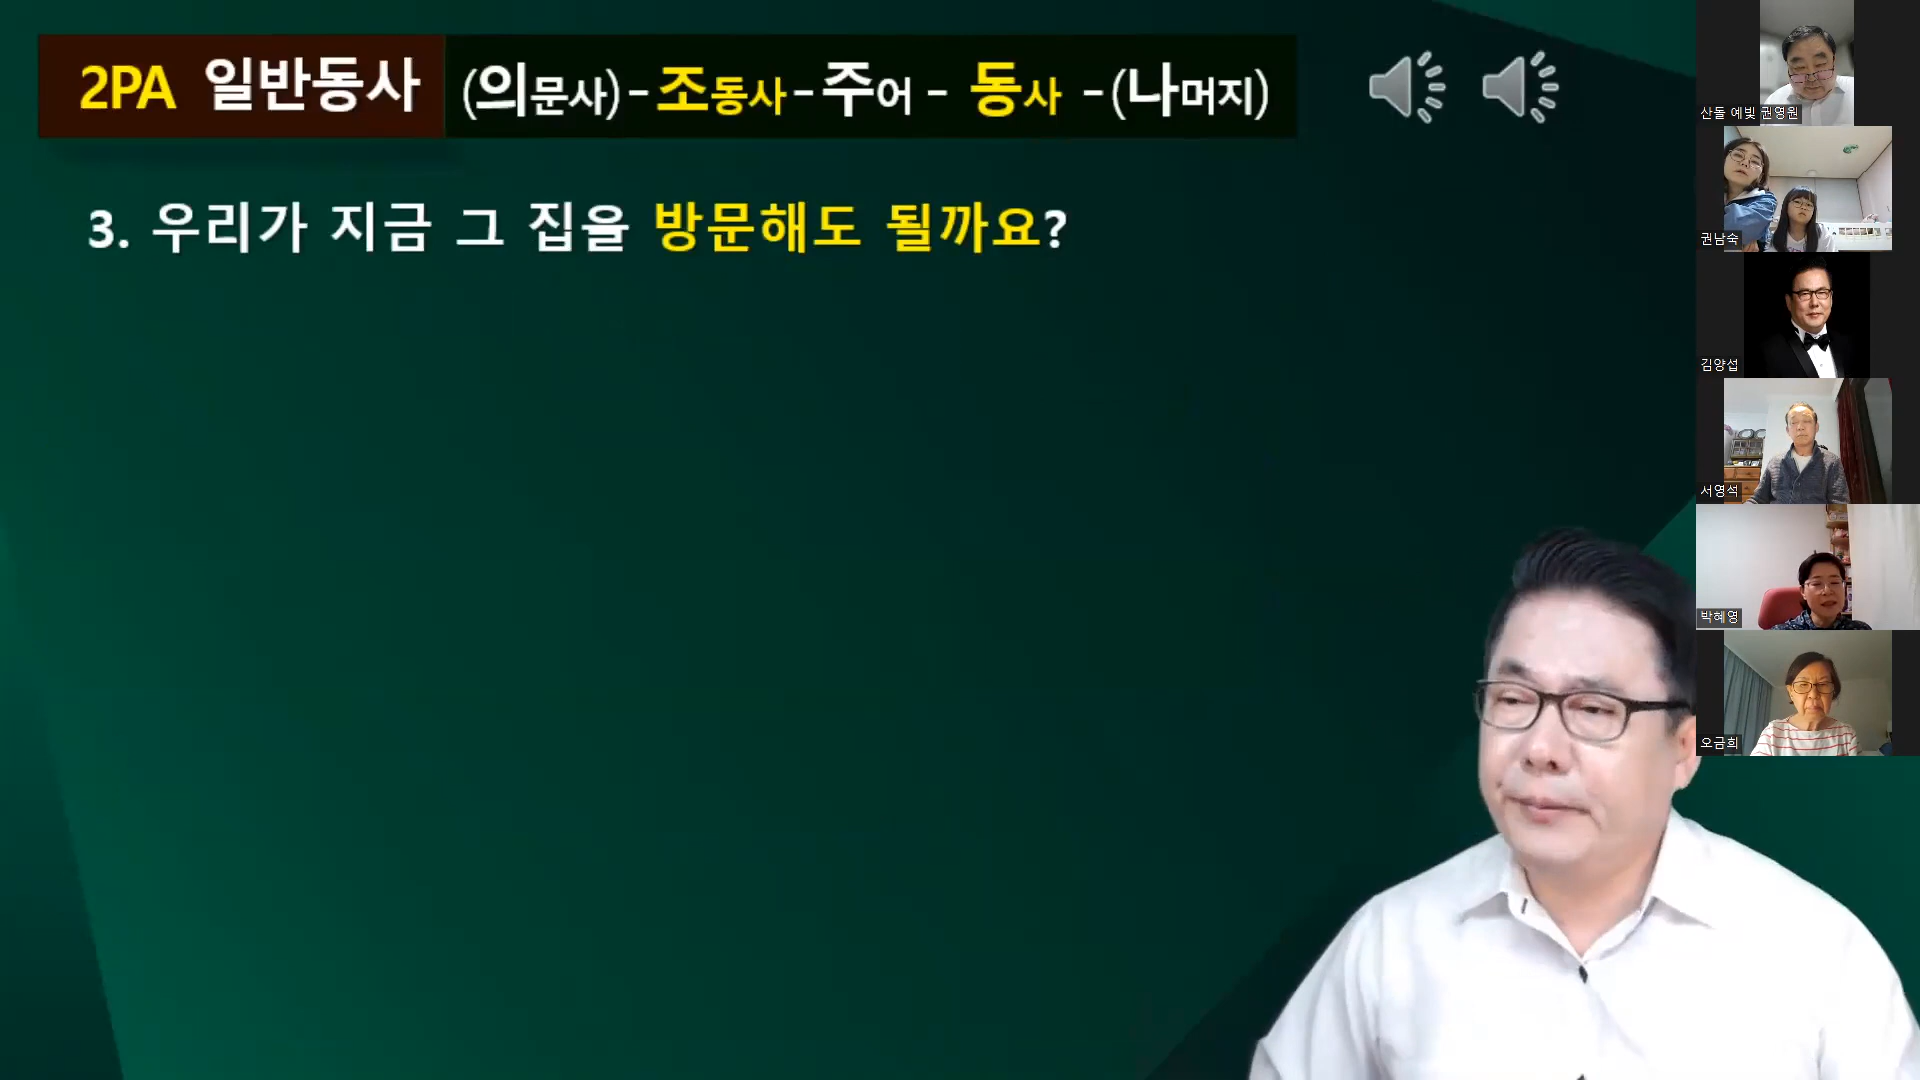 2PA 일반동사 (의문사) - 조동사 - 주어 - 동사 - (나머지)
3. 우리가 지금 그 집을 방문해도 될까요?
산돌 예빛 권영원
권남숙
김양섭
서영석
박혜영
오금희